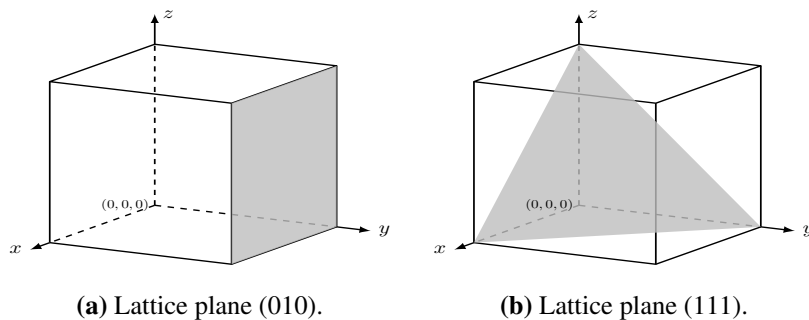 z
z
(0, 0, 0)
(0, 0, 0)
x
y
x
y
(a) Lattice plane (010).
(b) Lattice plane (111).